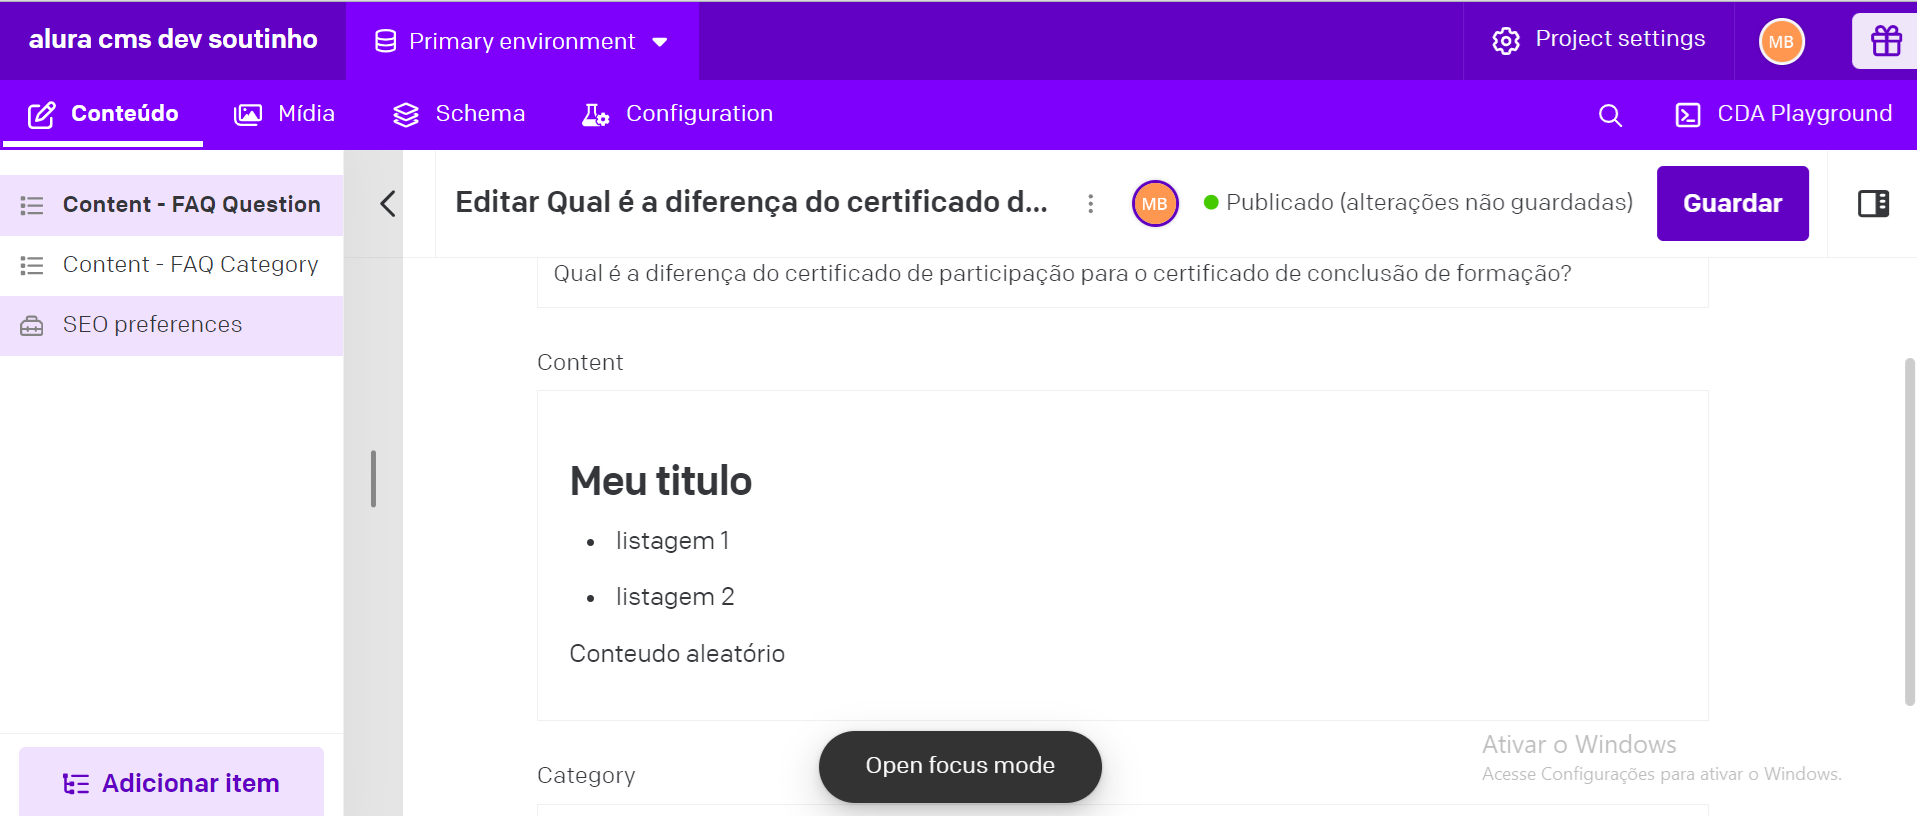 alura cms dev soutinho
Primary environment
Project settings
MB
Conteúdo
Mídia
Schema
Configuration
CDA Playground
Content - FAQ Question
Content - FAQ Category
SEO preferences
Adicionar item
Editar Qual é a diferença do certificado d...
MB
Publicado (alterações não guardadas)
Guardar
Qual é a diferença do certificado de participação para o certificado de conclusão de formação?
Content
Meu titulo
• listagem 1
• listagem 2
Conteudo aleatório
Category
Open focus mode
Ativar o Windows
Acesse Configurações para ativar o Windows.